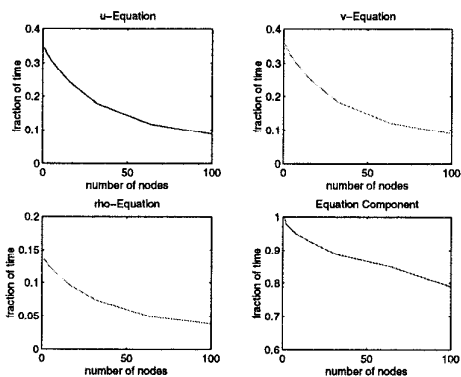 u-Equation
v-Equation
0.4
0.3
0.2
0.1
0
fraction of time
0 50 100
number of nodes
0.4
0.3
0.2
0.1
0
fraction of time
0 50 100
number of nodes
rho-Equation
Equation Component
0.2
0.15
0.1
0.05
0
fraction of time
0 50 100
number of nodes
1
0.9
0.8
0.7
0.6
fraction of time
0 50 100
number of nodes